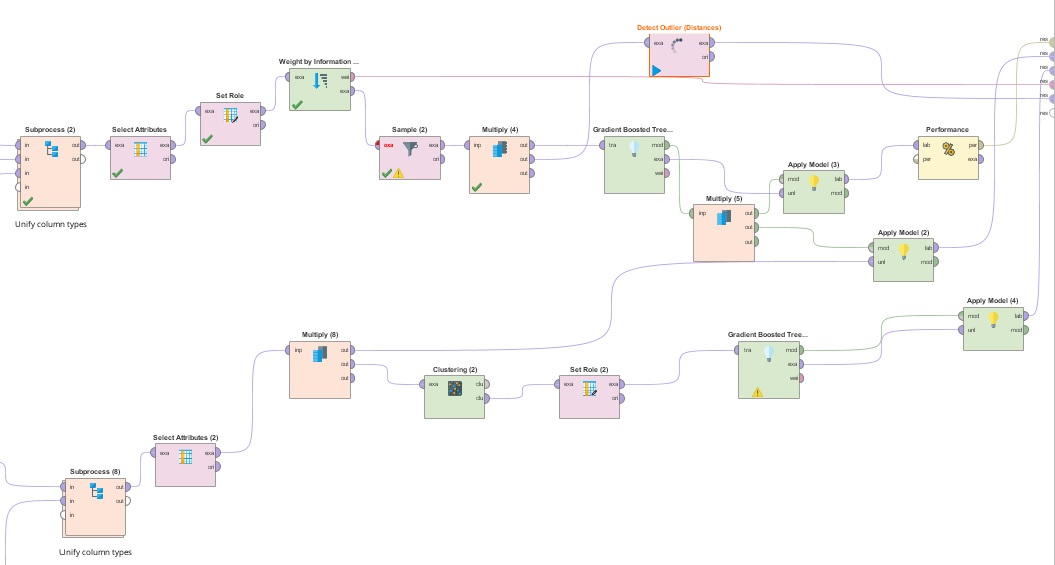 Detect Outlier (Distances)
exa
exa
ori
res
res
res
res
res
Weight by Information ...
exa
wei
exa
Set Role
exa
exa
ori
Subprocess (2)
in
out
in
out
in
in
Unify column types
Select Attributes
exa
exa
ori
Sample (2)
exa
exa
ori
Multiply (4)
inp
out
out
out
Gradient Boosted Tree...
tra
mod
exa
wei
Performance
lab
per
per
exa
Apply Model (3)
mod
lab
unl
mod
Multiply (5)
inp
out
out
out
Apply Model (2)
mod
lab
unl
mod
Apply Model (4)
mod
lab
unl
mod
Multiply (8)
inp
out
out
out
Gradient Boosted Tree...
tra
mod
exa
wei
Clustering (2)
exa
clu
clu
Set Role (2)
exa
exa
ori
Select Attributes (2)
exa
exa
ori
Subprocess (8)
in
out
in
out
in
Unify column types